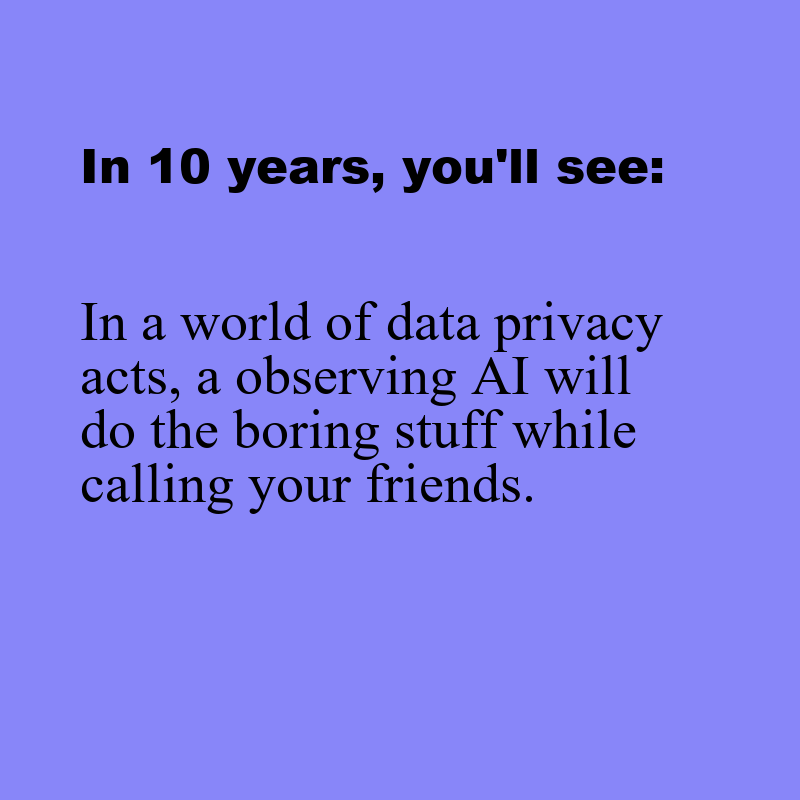 In 10 years, you'll see:
In a world of data privacy
acts, a observing AI will
do the boring stuff while
calling your friends.